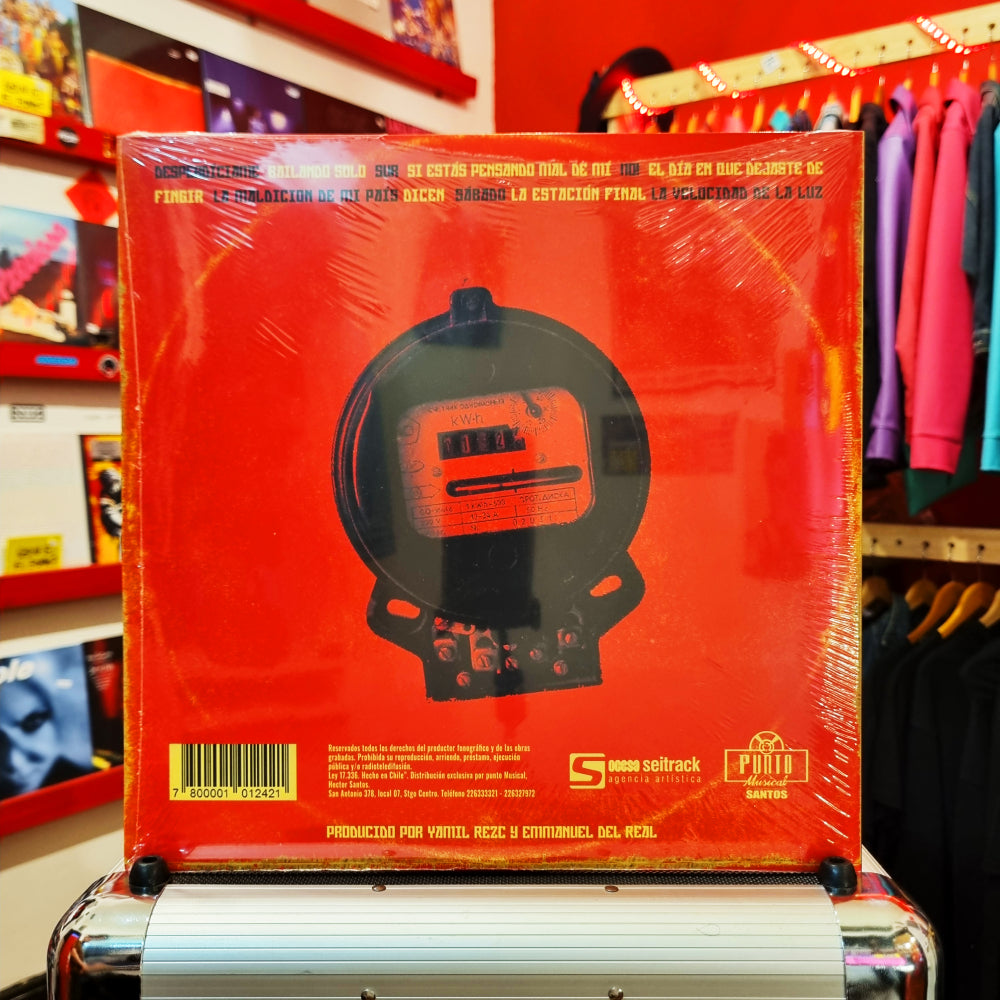 DESPERDÍCIAME BAILANDO SOLO SUR SI ESTÁS PENSANDO MAL DE MÍ NO! EL DÍA EN QUE DEJASTE DE
FINGIR LA MALDICIÓN DE MI PAÍS DICEN SÁBADO LA ESTACIÓN FINAL LA VELOCIDAD DE LA LUZ
kW·h
50 Hz
Reservados todos los derechos del productor fonográfico y de las obras
grabadas. Prohibida su reproducción, arriendo, préstamo, ejecución
pública y/o radioteledifusión.
Ley 17.336. Hecho en Chile". Distribución exclusiva por punto Musical,
Hector Santos.
San Antonio 378, local 07, Stgo Centro. Teléfono 226333321 - 226327972
7 800001 012421
S ocesa seitrack
agencia artística
PUNTO
Musical
SANTOS
PRODUCIDO POR YAMIL REZC Y EMMANUEL DEL REAL